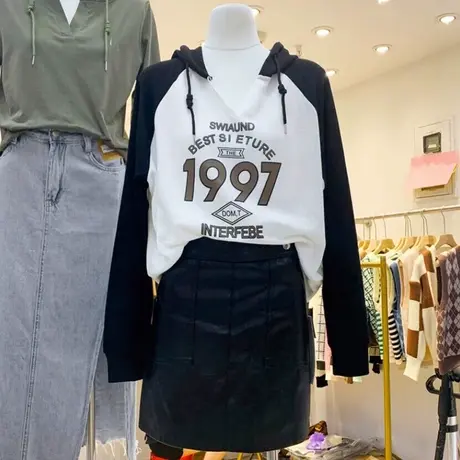 SWIAUND
BEST SI ETURE
THE
1997
DOM.T
INTERFEBE